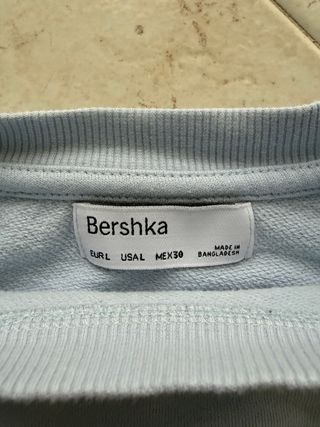 Bershka
EUR L USA L MEX 30
MADE IN
BANGLADESH